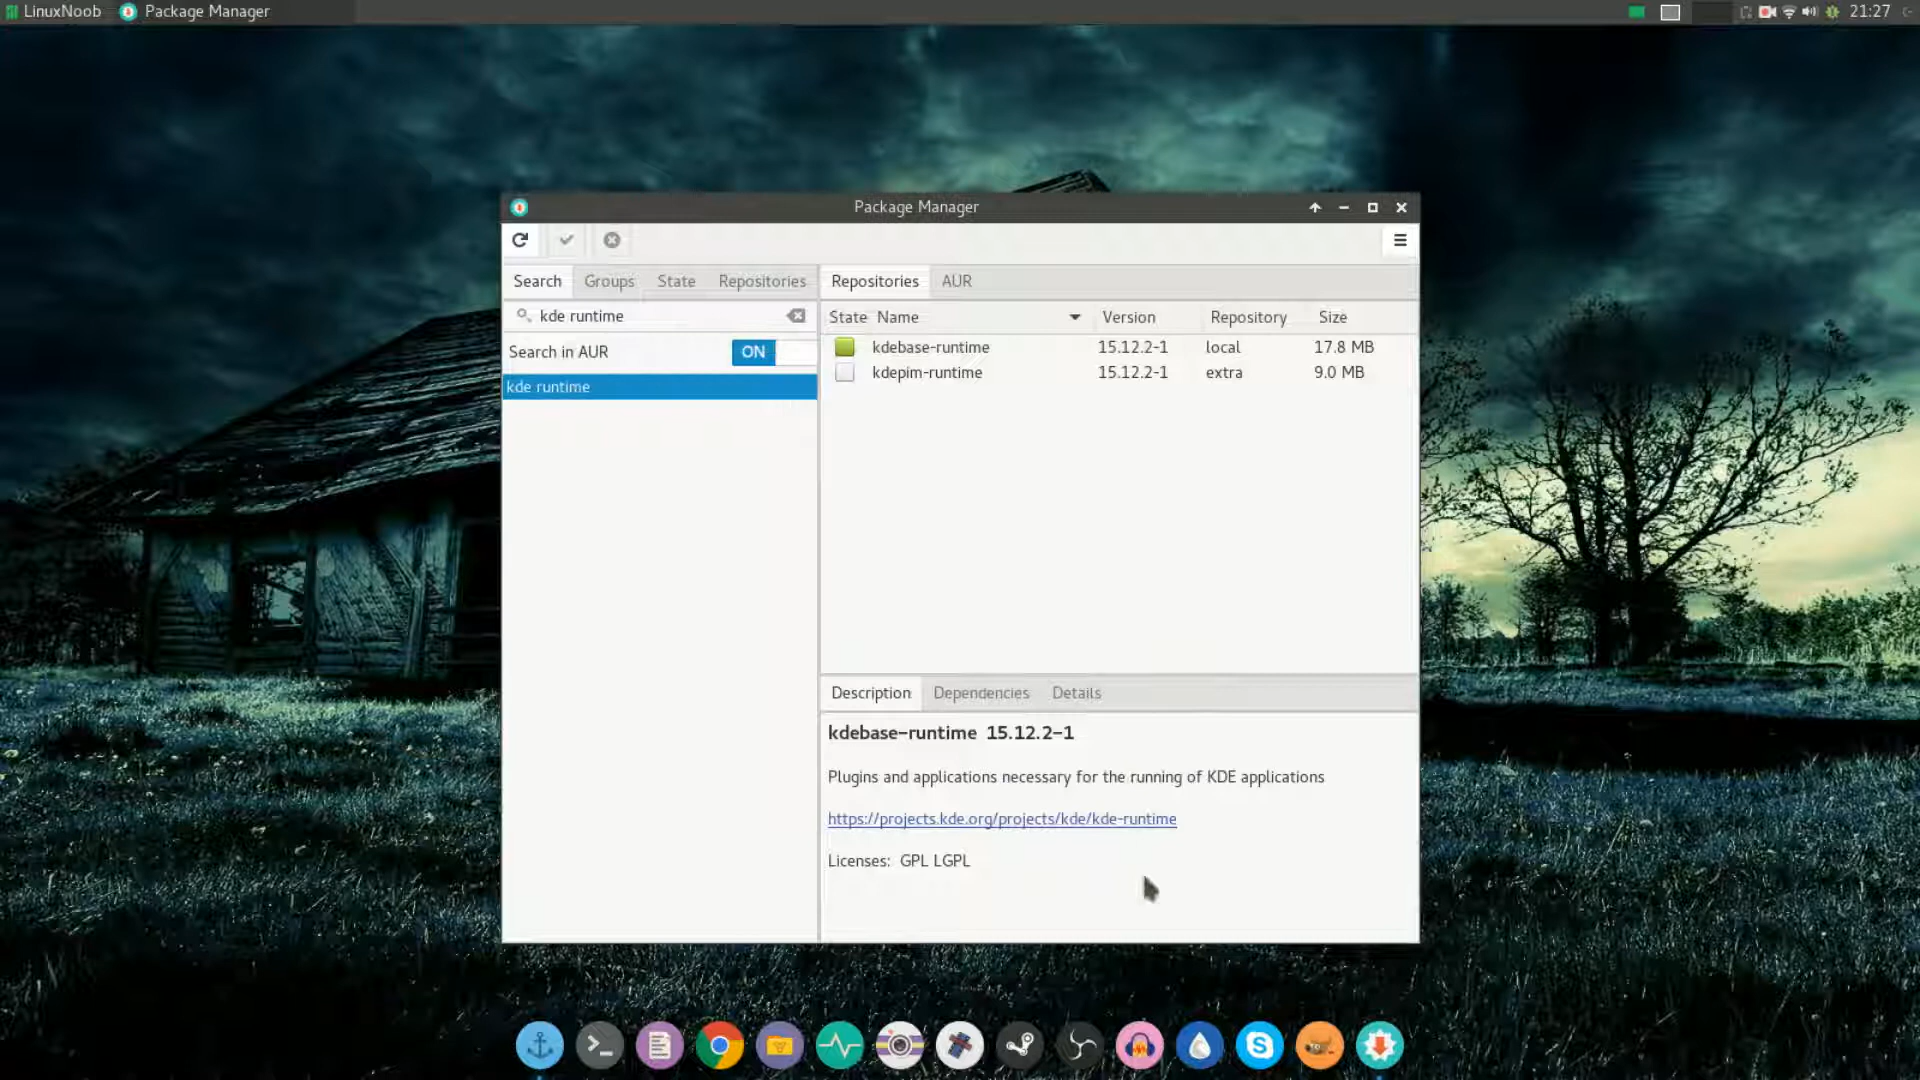 LinuxNoob Package Manager 21:27
Package Manager
Search Groups State Repositories Repositories AUR
kde runtime
State Name Version Repository Size
Search in AUR ON
kdebase-runtime 15.12.2-1 local 17.8 MB
kdepim-runtime 15.12.2-1 extra 9.0 MB
kde runtime
Description Dependencies Details
kdebase-runtime 15.12.2-1
Plugins and applications necessary for the running of KDE applications
https://projects.kde.org/projects/kde/kde-runtime
Licenses: GPL LGPL